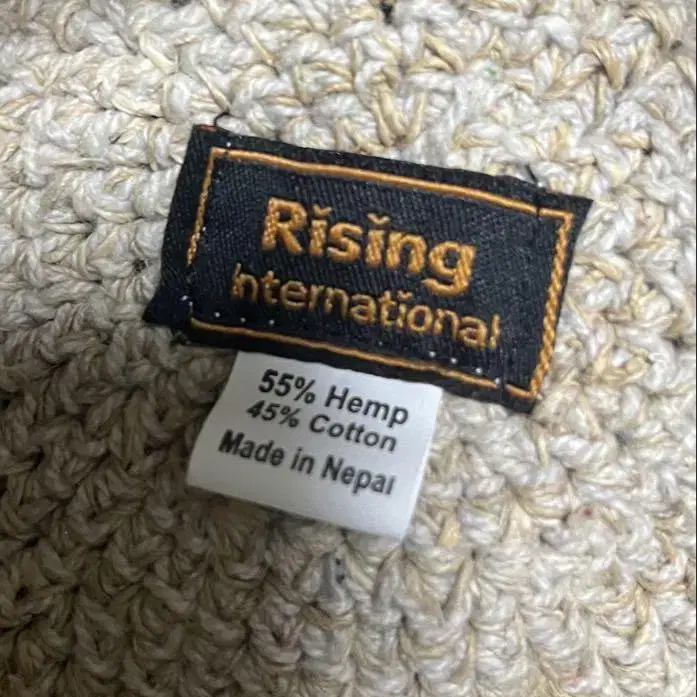 Rising
International
55% Hemp
45% Cotton
Made in Nepal